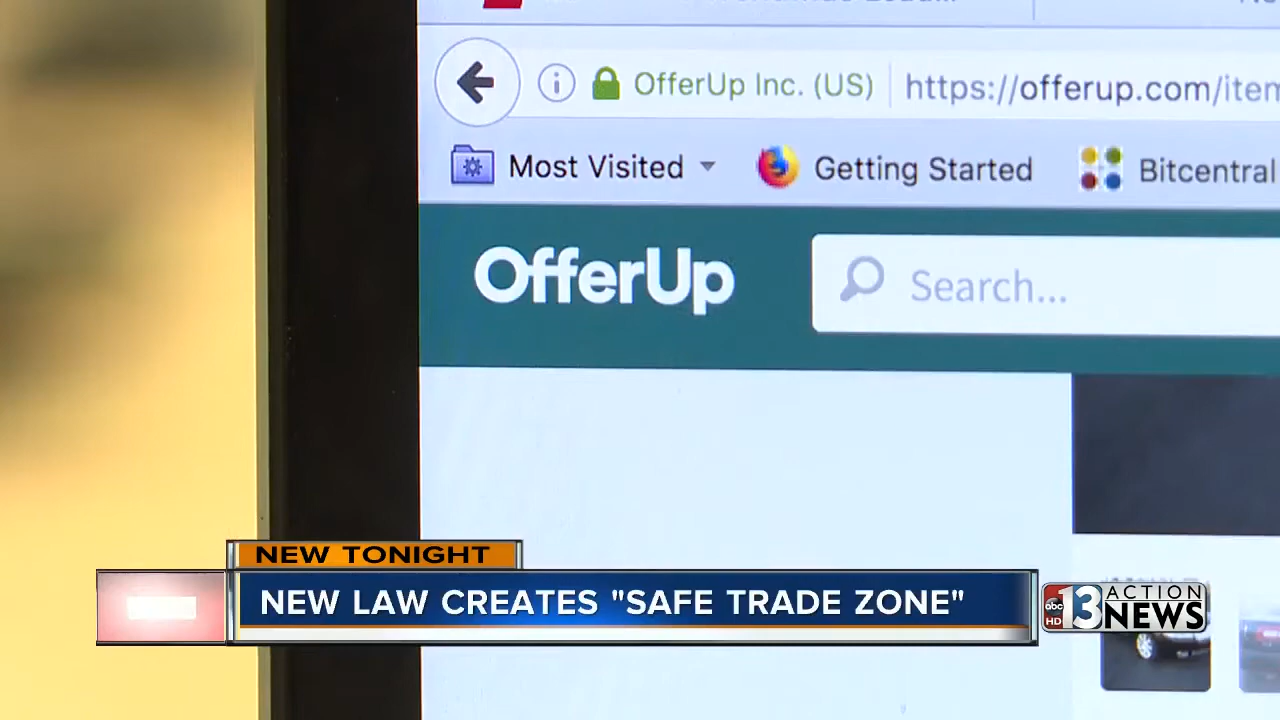 OfferUp Inc. (US)
https://offerup.com/item
Most Visited
Getting Started
Bitcentral
OfferUp
Search...
NEW TONIGHT
NEW LAW CREATES "SAFE TRADE ZONE"
abc
HD
13
ACTION
NEWS